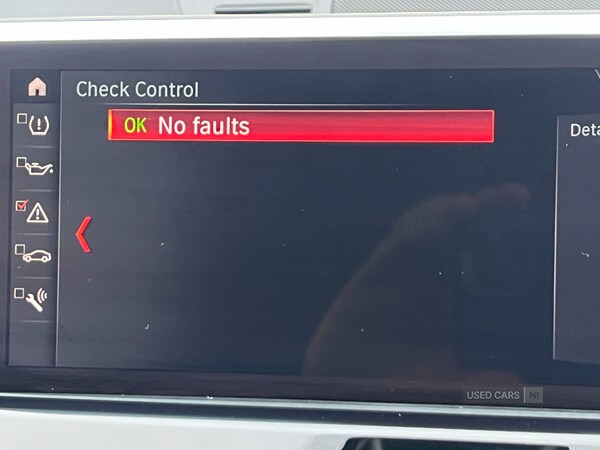 Check Control
OK No faults
Deta
USED CARS NI